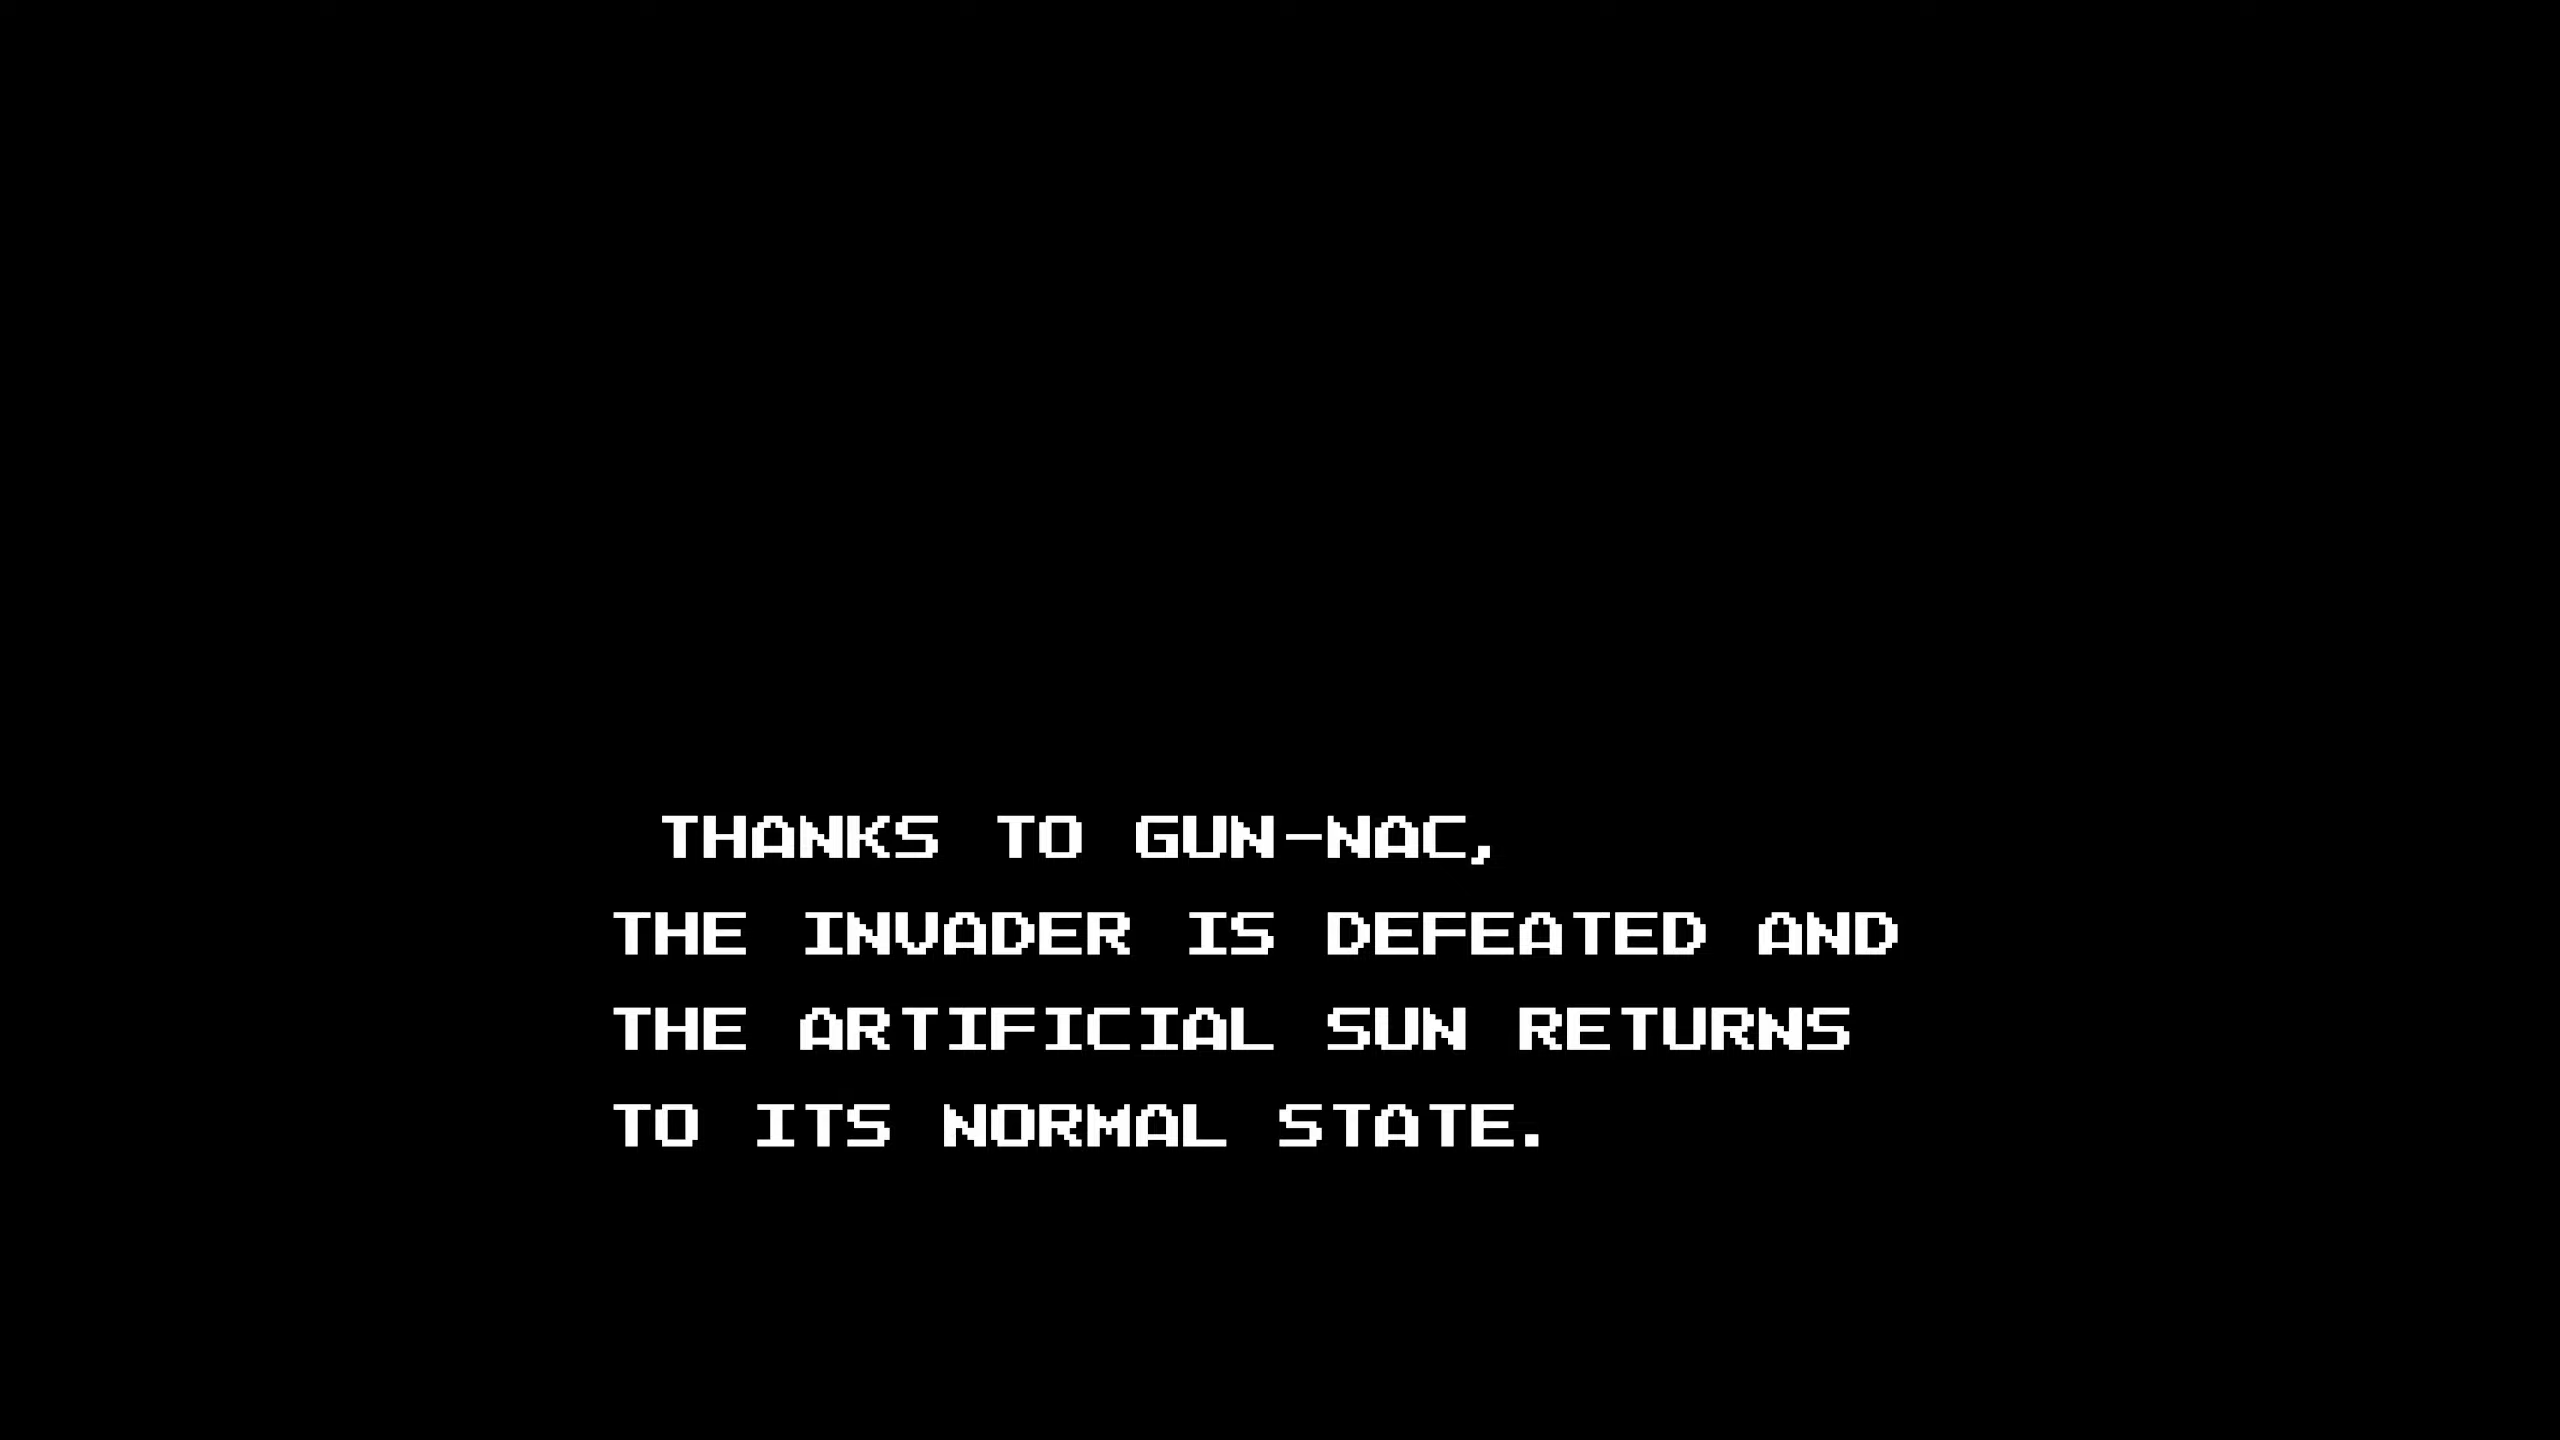 THANKS TO GUN-NAC,
THE INVADER IS DEFEATED AND
THE ARTIFICIAL SUN RETURNS
TO ITS NORMAL STATE.